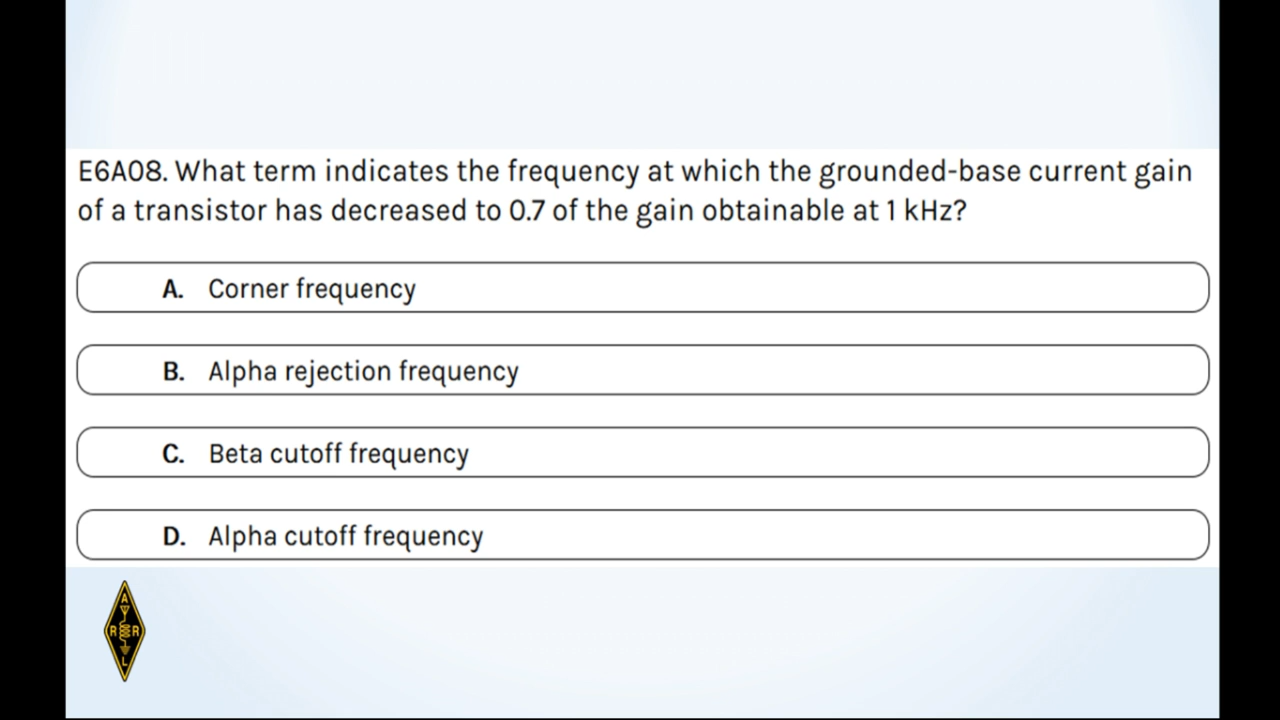 E6A08. What term indicates the frequency at which the grounded-base current gain
of a transistor has decreased to 0.7 of the gain obtainable at 1 kHz?
A. Corner frequency
B. Alpha rejection frequency
C. Beta cutoff frequency
D. Alpha cutoff frequency
A
R R
L